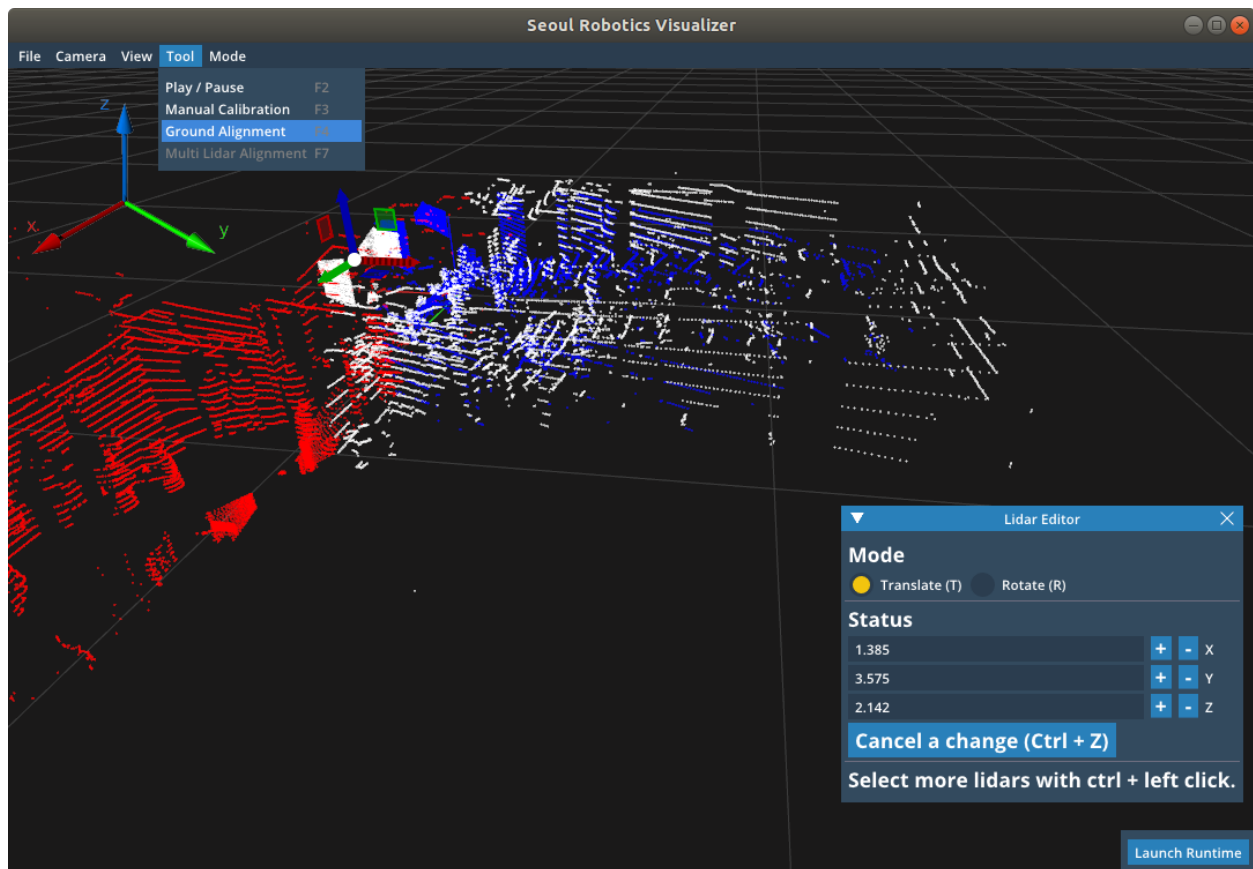 Seoul Robotics Visualizer
File Camera View Tool Mode
Play / Pause F2
Manual Calibration F3
Ground Alignment
Multi Lidar Alignment F7
z
x
y
Lidar Editor
Mode
Translate (T) Rotate (R)
Status
1.385 + - X
3.575 + - Y
2.142 + - Z
Cancel a change (Ctrl + Z)
Select more lidars with ctrl + left click.
Launch Runtime